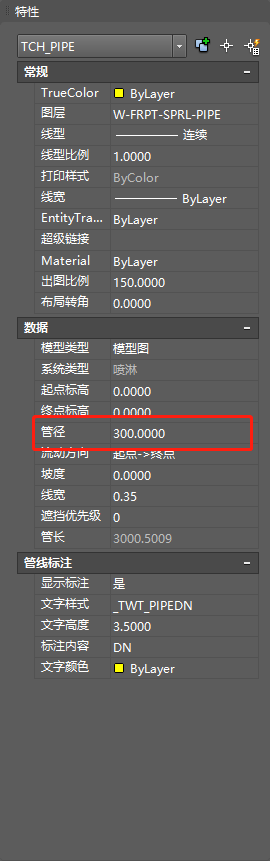 特性
TCH_PIPE
常规
TrueColor ByLayer
图层 W-FRPT-SPRL-PIPE
线型 连续
线型比例 1.0000
打印样式 ByColor
线宽 ByLayer
EntityTra... ByLayer
超级链接
Material ByLayer
出图比例 150.0000
布局转角 0.0000
数据
模型类型 模型图
系统类型 喷淋
起点标高 0.0000
终点标高 0.0000
管径 300.0000
流动方向 起点->终点
坡度 0.0000
线宽 0.35
遮挡优先级 0
管长 3000.5009
管线标注
显示标注 是
文字样式 _TWT_PIPEDN
文字高度 3.5000
标注内容 DN
文字颜色 ByLayer